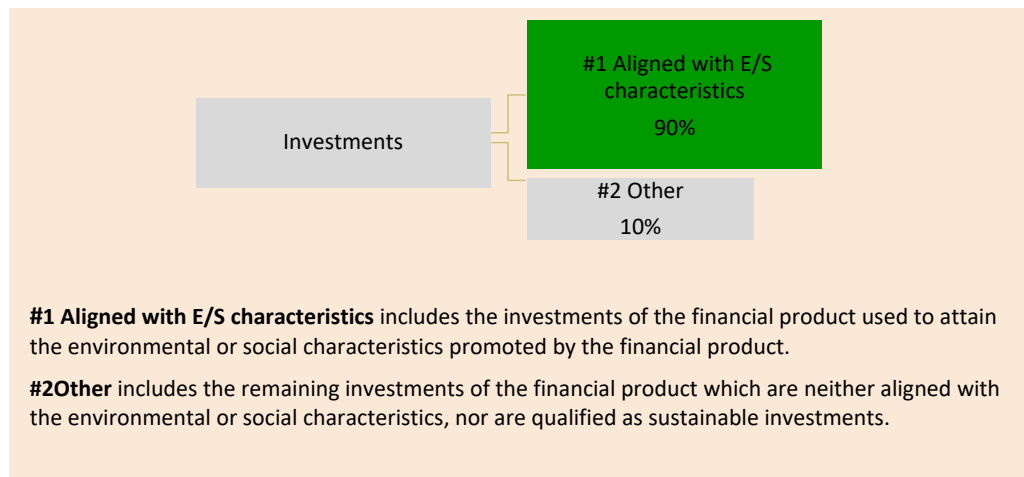 #1 Aligned with E/S
characteristics
90%
Investments
#2 Other
10%
#1 Aligned with E/S characteristics includes the investments of the financial product used to attain
the environmental or social characteristics promoted by the financial product.
#2Other includes the remaining investments of the financial product which are neither aligned with
the environmental or social characteristics, nor are qualified as sustainable investments.